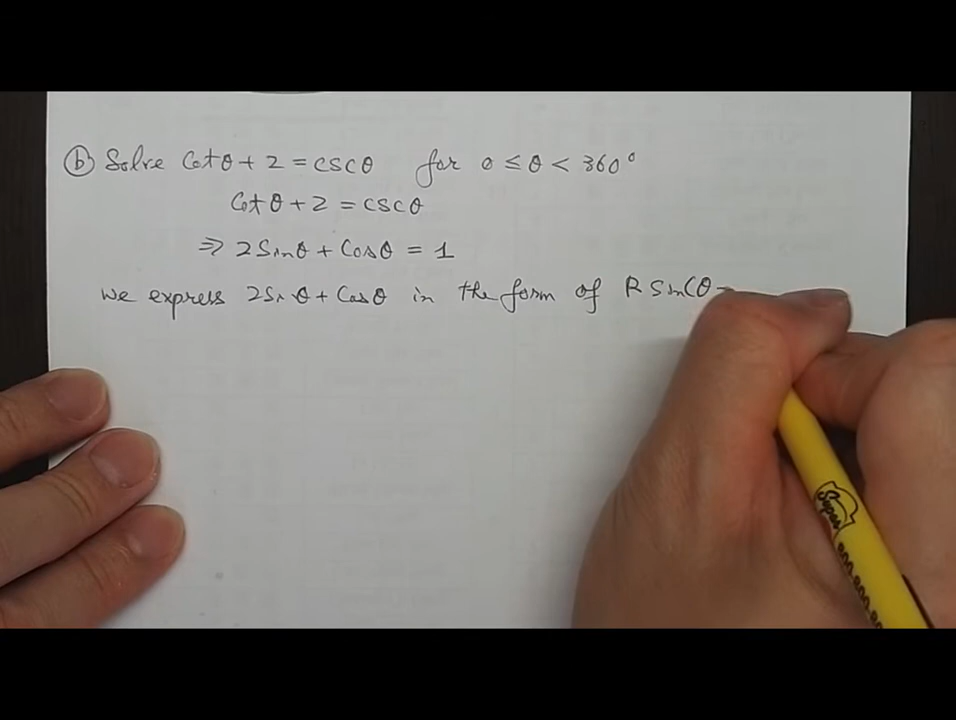 ⓑ Solve Cotθ + 2 = cscθ for 0 ≤ θ < 360°
Cotθ + 2 = cscθ
⇒ 2Sinθ + Cosθ = 1
we express 2Sinθ + Cosθ in the form of R Sin(θ